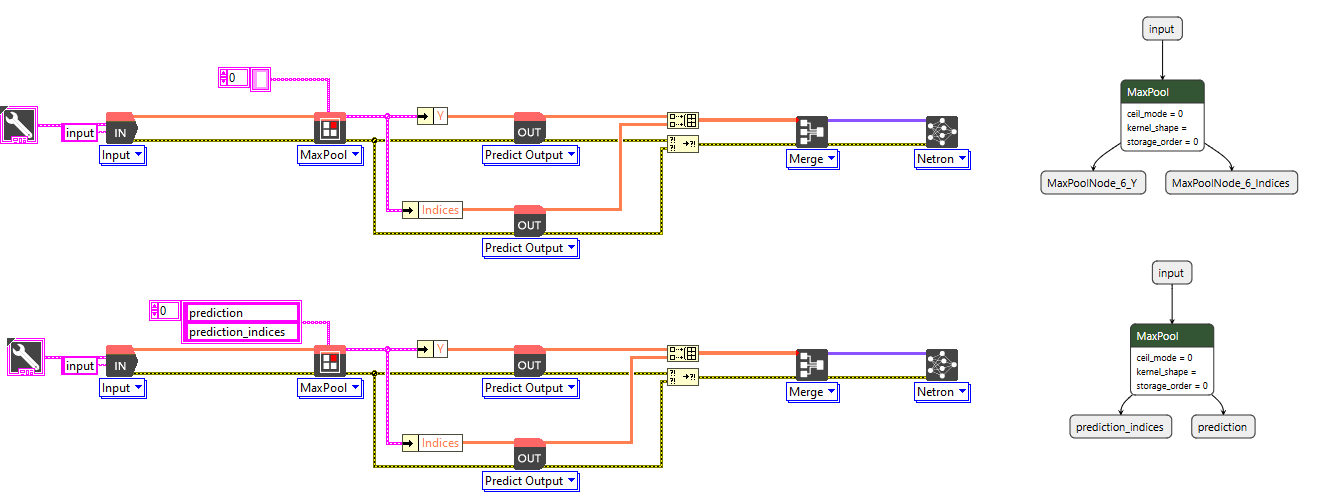 input
MaxPool
ceil_mode = 0
kernel_shape =
storage_order = 0
MaxPoolNode_6_Y
MaxPoolNode_6_Indices
0
input
IN
Input
MaxPool
Y
OUT
Predict Output
Indices
OUT
Predict Output
?!
?!
→?!
Merge
Netron
input
MaxPool
ceil_mode = 0
kernel_shape =
storage_order = 0
prediction_indices
prediction
0
prediction
prediction_indices
input
IN
Input
MaxPool
Y
OUT
Predict Output
Indices
OUT
Predict Output
?!
?!
→?!
Merge
Netron